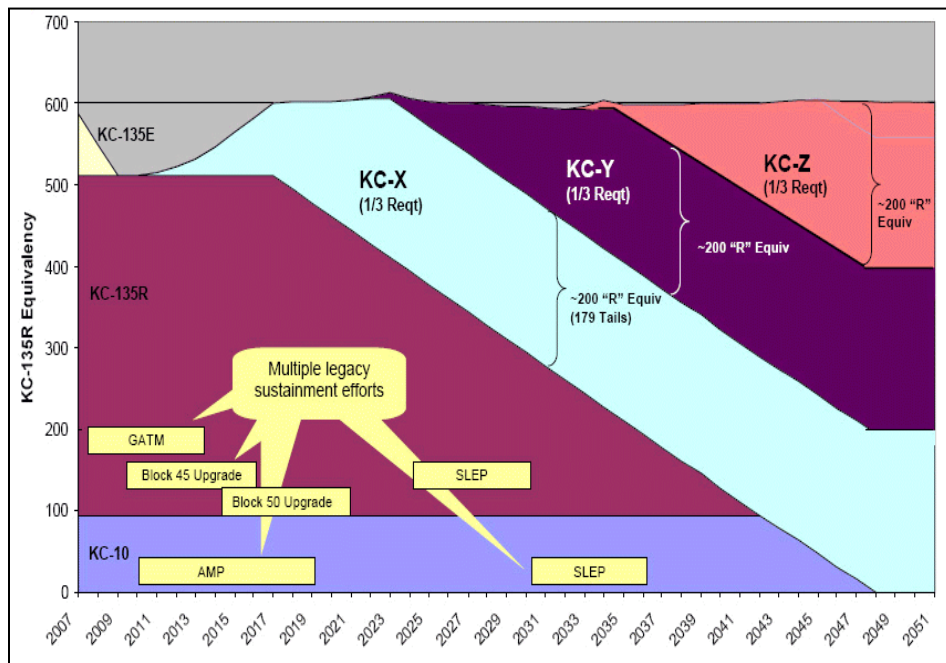 700
600
500
400
300
200
100
0
KC-135R Equivalency
KC-135E
KC-X
(1/3 Reqt)
KC-Y
(1/3 Reqt)
KC-Z
(1/3 Reqt)
~200 “R”
Equiv
~200 “R” Equiv
KC-135R
~200 “R” Equiv
(179 Tails)
Multiple legacy
sustainment efforts
GATM
Block 45 Upgrade
SLEP
Block 50 Upgrade
KC-10
AMP
SLEP
2007 2009 2011 2013 2015 2017 2019 2021 2023 2025 2027 2029 2031 2033 2035 2037 2039 2041 2043 2045 2047 2049 2051